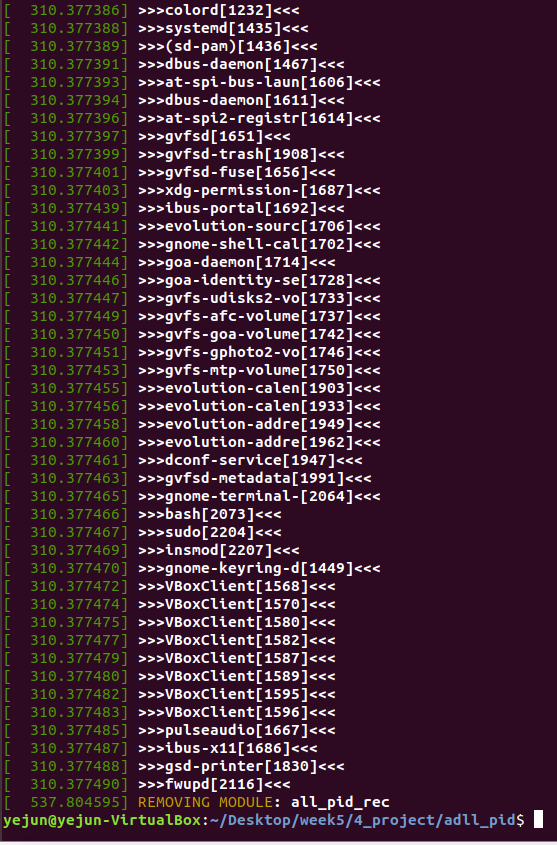 [  310.377386] >>>colord[1232]<<<
[  310.377388] >>>systemd[1435]<<<
[  310.377389] >>>(sd-pam)[1436]<<<
[  310.377391] >>>dbus-daemon[1467]<<<
[  310.377393] >>>at-spi-bus-laun[1606]<<<
[  310.377394] >>>dbus-daemon[1611]<<<
[  310.377396] >>>at-spi2-registr[1614]<<<
[  310.377397] >>>gvfsd[1651]<<<
[  310.377399] >>>gvfsd-trash[1908]<<<
[  310.377401] >>>gvfsd-fuse[1656]<<<
[  310.377403] >>>xdg-permission-[1687]<<<
[  310.377439] >>>ibus-portal[1692]<<<
[  310.377441] >>>evolution-sourc[1706]<<<
[  310.377442] >>>gnome-shell-cal[1702]<<<
[  310.377444] >>>goa-daemon[1714]<<<
[  310.377446] >>>goa-identity-se[1728]<<<
[  310.377447] >>>gvfs-udisks2-vo[1733]<<<
[  310.377449] >>>gvfs-afc-volume[1737]<<<
[  310.377450] >>>gvfs-goa-volume[1742]<<<
[  310.377451] >>>gvfs-gphoto2-vo[1746]<<<
[  310.377453] >>>gvfs-mtp-volume[1750]<<<
[  310.377455] >>>evolution-calen[1903]<<<
[  310.377456] >>>evolution-calen[1933]<<<
[  310.377458] >>>evolution-addre[1949]<<<
[  310.377460] >>>evolution-addre[1962]<<<
[  310.377461] >>>dconf-service[1947]<<<
[  310.377463] >>>gvfsd-metadata[1991]<<<
[  310.377465] >>>gnome-terminal-[2064]<<<
[  310.377466] >>>bash[2073]<<<
[  310.377467] >>>sudo[2204]<<<
[  310.377469] >>>insmod[2207]<<<
[  310.377470] >>>gnome-keyring-d[1449]<<<
[  310.377472] >>>VBoxClient[1568]<<<
[  310.377474] >>>VBoxClient[1570]<<<
[  310.377475] >>>VBoxClient[1580]<<<
[  310.377477] >>>VBoxClient[1582]<<<
[  310.377479] >>>VBoxClient[1587]<<<
[  310.377480] >>>VBoxClient[1589]<<<
[  310.377482] >>>VBoxClient[1595]<<<
[  310.377483] >>>VBoxClient[1596]<<<
[  310.377485] >>>pulseaudio[1667]<<<
[  310.377487] >>>ibus-x11[1686]<<<
[  310.377488] >>>gsd-printer[1830]<<<
[  310.377490] >>>fwupd[2116]<<<
[  537.804595] REMOVING MODULE: all_pid_rec
yejun@yejun-VirtualBox:~/Desktop/week5/4_project/adll_pid$